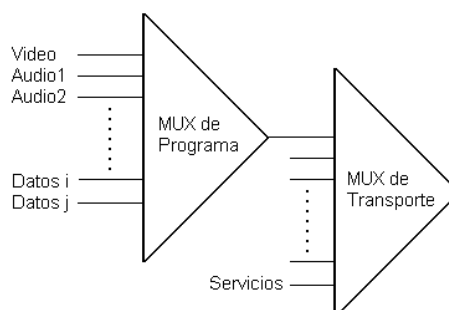 Video
Audio1
Audio2
Datos i
Datos j
MUX de
Programa
MUX de
Transporte
Servicios